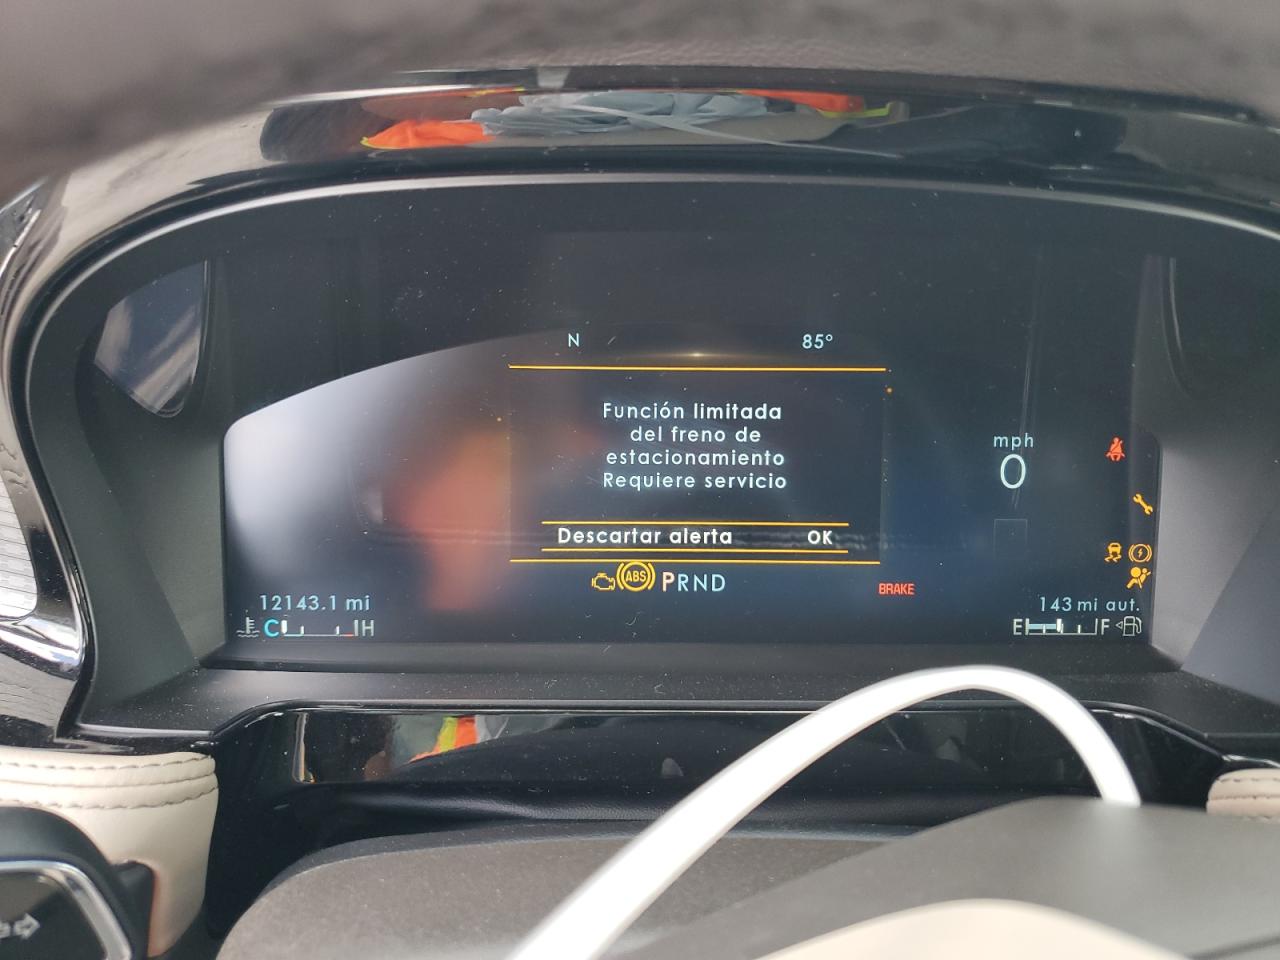 N 85°
Función limitada
del freno de
estacionamiento
Requiere servicio
Descartar alerta OK
mph
0
ABS PRND
BRAKE
12143.1 mi
C H
143 mi aut.
E F